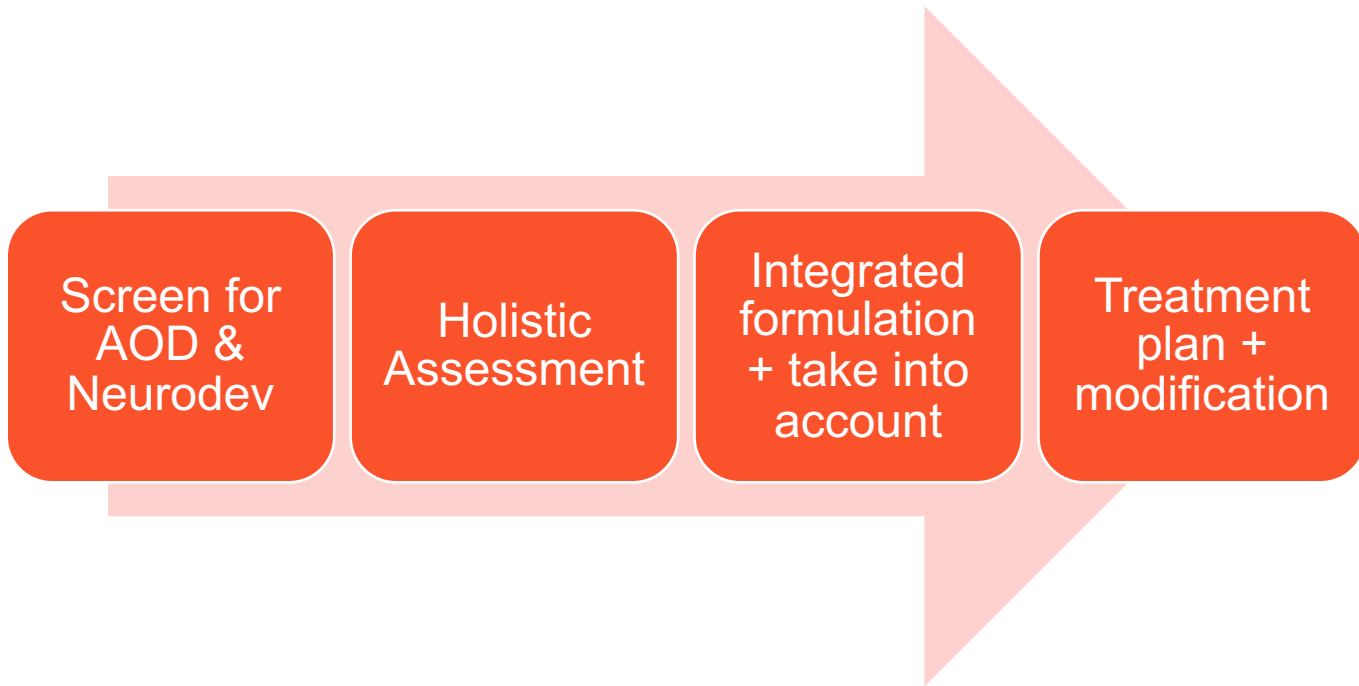 Screen for
AOD &
Neurodev
Holistic
Assessment
Integrated
formulation
+ take into
account
Treatment
plan +
modification